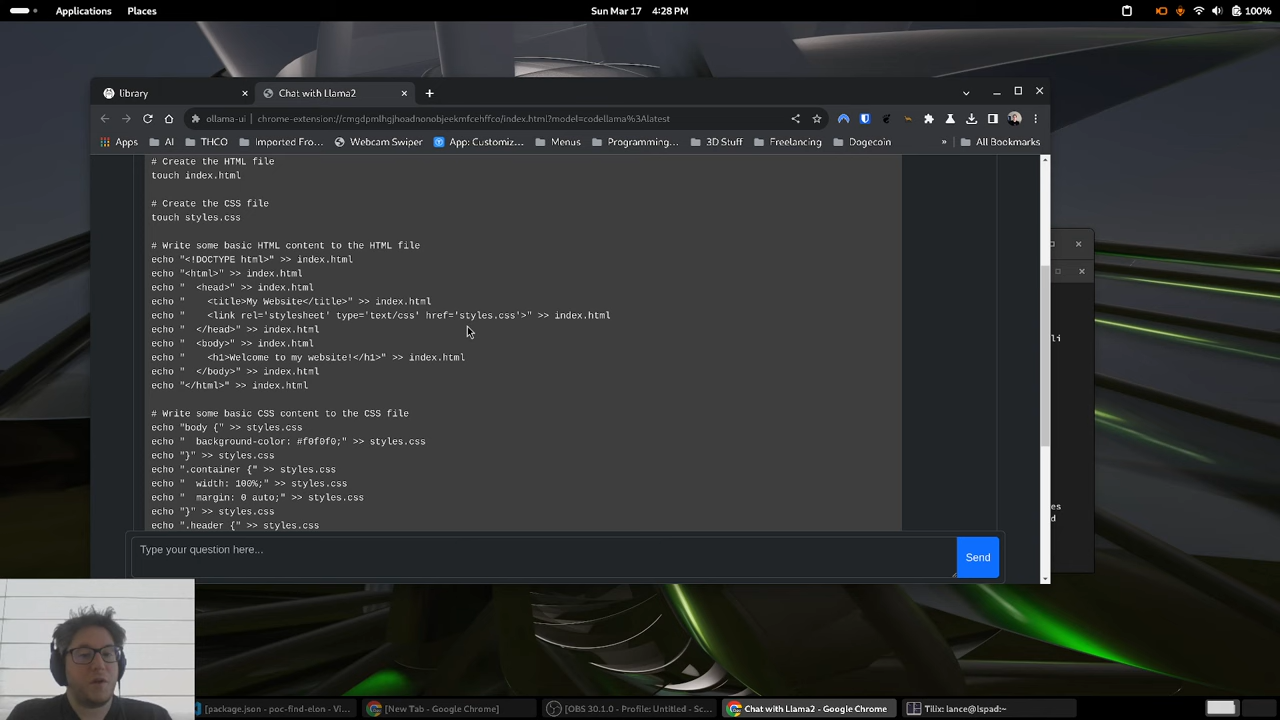 Applications Places Sun Mar 17 4:28 PM 100%
library Chat with Llama2
ollama-ui chrome-extension://cmgdpmlhgjhoadnonobjeekmfcehffco/index.html?model=codellama%3Alatest
Apps AI THCO Imported Fro... Webcam Swiper App: Customiz... Menus Programming... 3D Stuff Freelancing Dogecoin » All Bookmarks
# Create the HTML file
touch index.html
# Create the CSS file
touch styles.css
# Write some basic HTML content to the HTML file
echo "<!DOCTYPE html>" >> index.html
echo "<html>" >> index.html
echo "  <head>" >> index.html
echo "    <title>My Website</title>" >> index.html
echo "    <link rel='stylesheet' type='text/css' href='styles.css'>" >> index.html
echo "  </head>" >> index.html
echo "  <body>" >> index.html
echo "    <h1>Welcome to my website!</h1>" >> index.html
echo "  </body>" >> index.html
echo "</html>" >> index.html
# Write some basic CSS content to the CSS file
echo "body {" >> styles.css
echo "  background-color: #f0f0f0;" >> styles.css
echo "}" >> styles.css
echo ".container {" >> styles.css
echo "  width: 100%;" >> styles.css
echo "  margin: 0 auto;" >> styles.css
echo "}" >> styles.css
echo ".header {" >> styles.css
li
es
d
Type your question here...
Send
[package.json - poc-find-elon - Vi... [New Tab - Google Chrome] [OBS 30.1.0 - Profile: Untitled - Sc... Chat with Llama2 - Google Chrome Tilix: lance@lspad:~